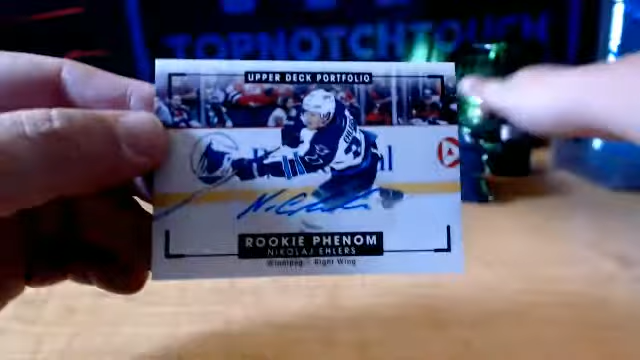 TOPNOTCHTOUCH
UPPER DECK PORTFOLIO
ROOKIE PHENOM
NIKOLAJ EHLERS
Winnipeg - Right Wing